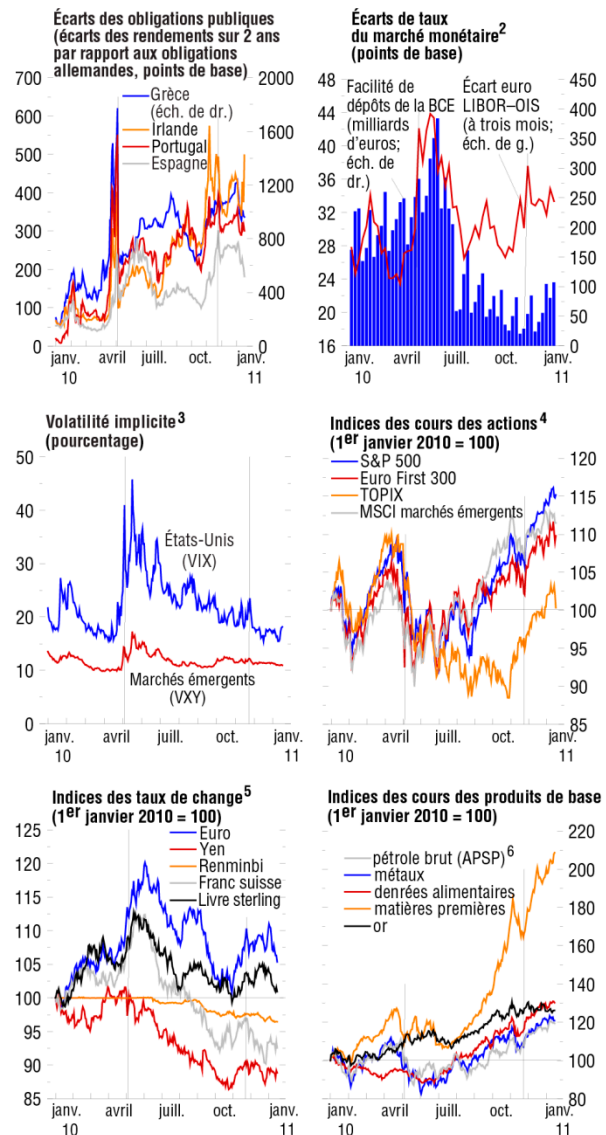 Écarts des obligations publiques
(écarts des rendements sur 2 ans
par rapport aux obligations
allemandes, points de base)
700
600
500
400
300
200
100
0
2000
1600
1200
800
400
0
Grèce
(éch. de dr.)
Irlande
Portugal
Espagne
janv.
10
avril
juill.
oct.
janv.
11
Écarts de taux
du marché monétaire2
(points de base)
48
44
40
36
32
28
24
20
16
450
400
350
300
250
200
150
100
50
0
Facilité de
dépôts de la BCE
(milliards
d'euros;
éch. de
dr.)
Écart euro
LIBOR–OIS
(à trois mois;
éch. de g.)
janv.
10
avril
juill.
oct.
janv.
11
Volatilité implicite3
(pourcentage)
50
40
30
20
10
0
États-Unis
(VIX)
Marchés émergents
(VXY)
janv.
10
avril
juill.
oct.
janv.
11
Indices des cours des actions4
(1er janvier 2010 = 100)
S&P 500
Euro First 300
TOPIX
MSCI marchés émergents
120
115
110
105
100
95
90
85
janv.
10
avril
juill.
oct.
janv.
11
Indices des taux de change5
(1er janvier 2010 = 100)
125
120
115
110
105
100
95
90
85
Euro
Yen
Renminbi
Franc suisse
Livre sterling
janv.
10
avril
juill.
oct.
janv.
11
Indices des cours des produits de base
(1er janvier 2010 = 100)
pétrole brut (APSP)6
métaux
denrées alimentaires
matières premières
or
220
200
180
160
140
120
100
80
janv.
10
avril
juill.
oct.
janv.
11